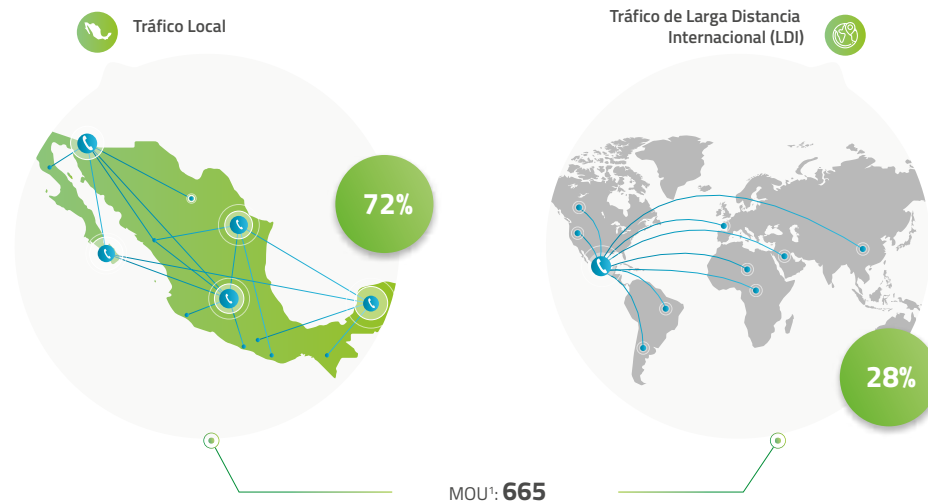 Tráfico Local
Tráfico de Larga Distancia
Internacional (LDI)
72%
28%
MOU¹: 665